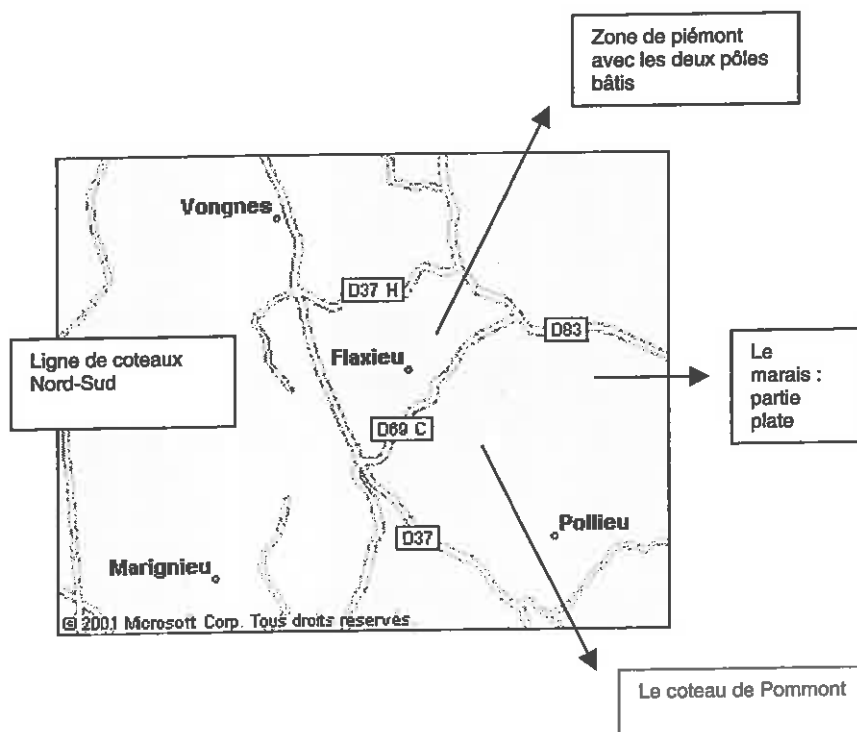 Zone de piémont
avec les deux pôles
bâtis
Vongnes
D37 H
D83
Ligne de coteaux
Nord-Sud
Flaxieu
Le
marais :
partie
plate
D69 C
D37
Pollieu
Marignieu
© 2001 Microsoft Corp. Tous droits reservés
Le coteau de Pommont